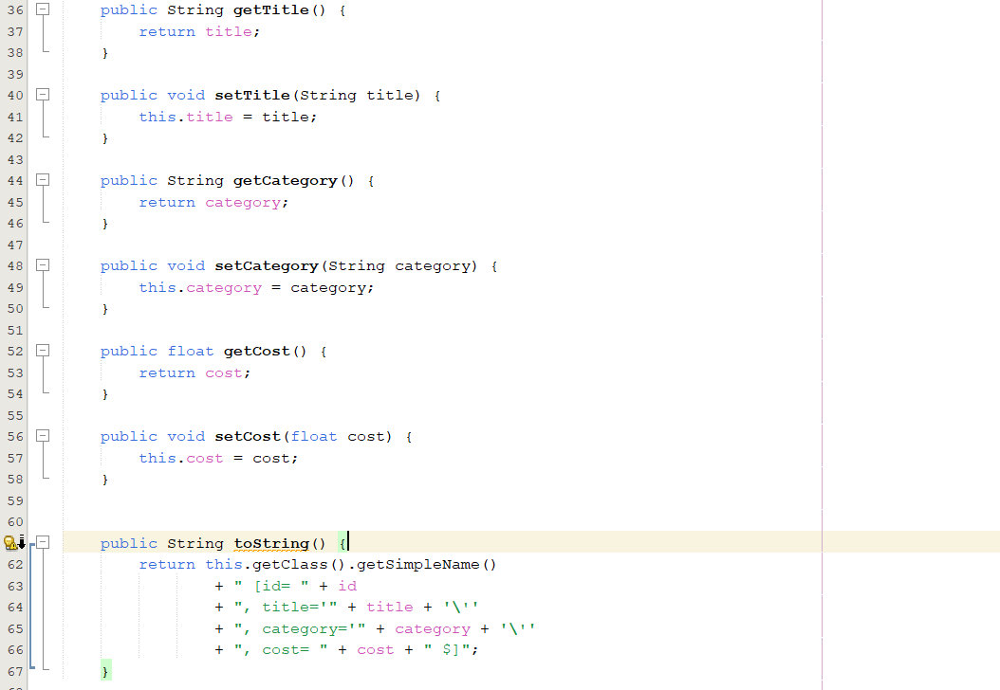 36 public String getTitle() {
37 return title;
38 }
39
40 public void setTitle(String title) {
41 this.title = title;
42 }
43
44 public String getCategory() {
45 return category;
46 }
47
48 public void setCategory(String category) {
49 this.category = category;
50 }
51
52 public float getCost() {
53 return cost;
54 }
55
56 public void setCost(float cost) {
57 this.cost = cost;
58 }
59
60
public String toString() {
62 return this.getClass().getSimpleName()
63 + " [id= " + id
64 + ", title='" + title + '\''
65 + ", category='" + category + '\''
66 + ", cost= " + cost + " $]";
67 }